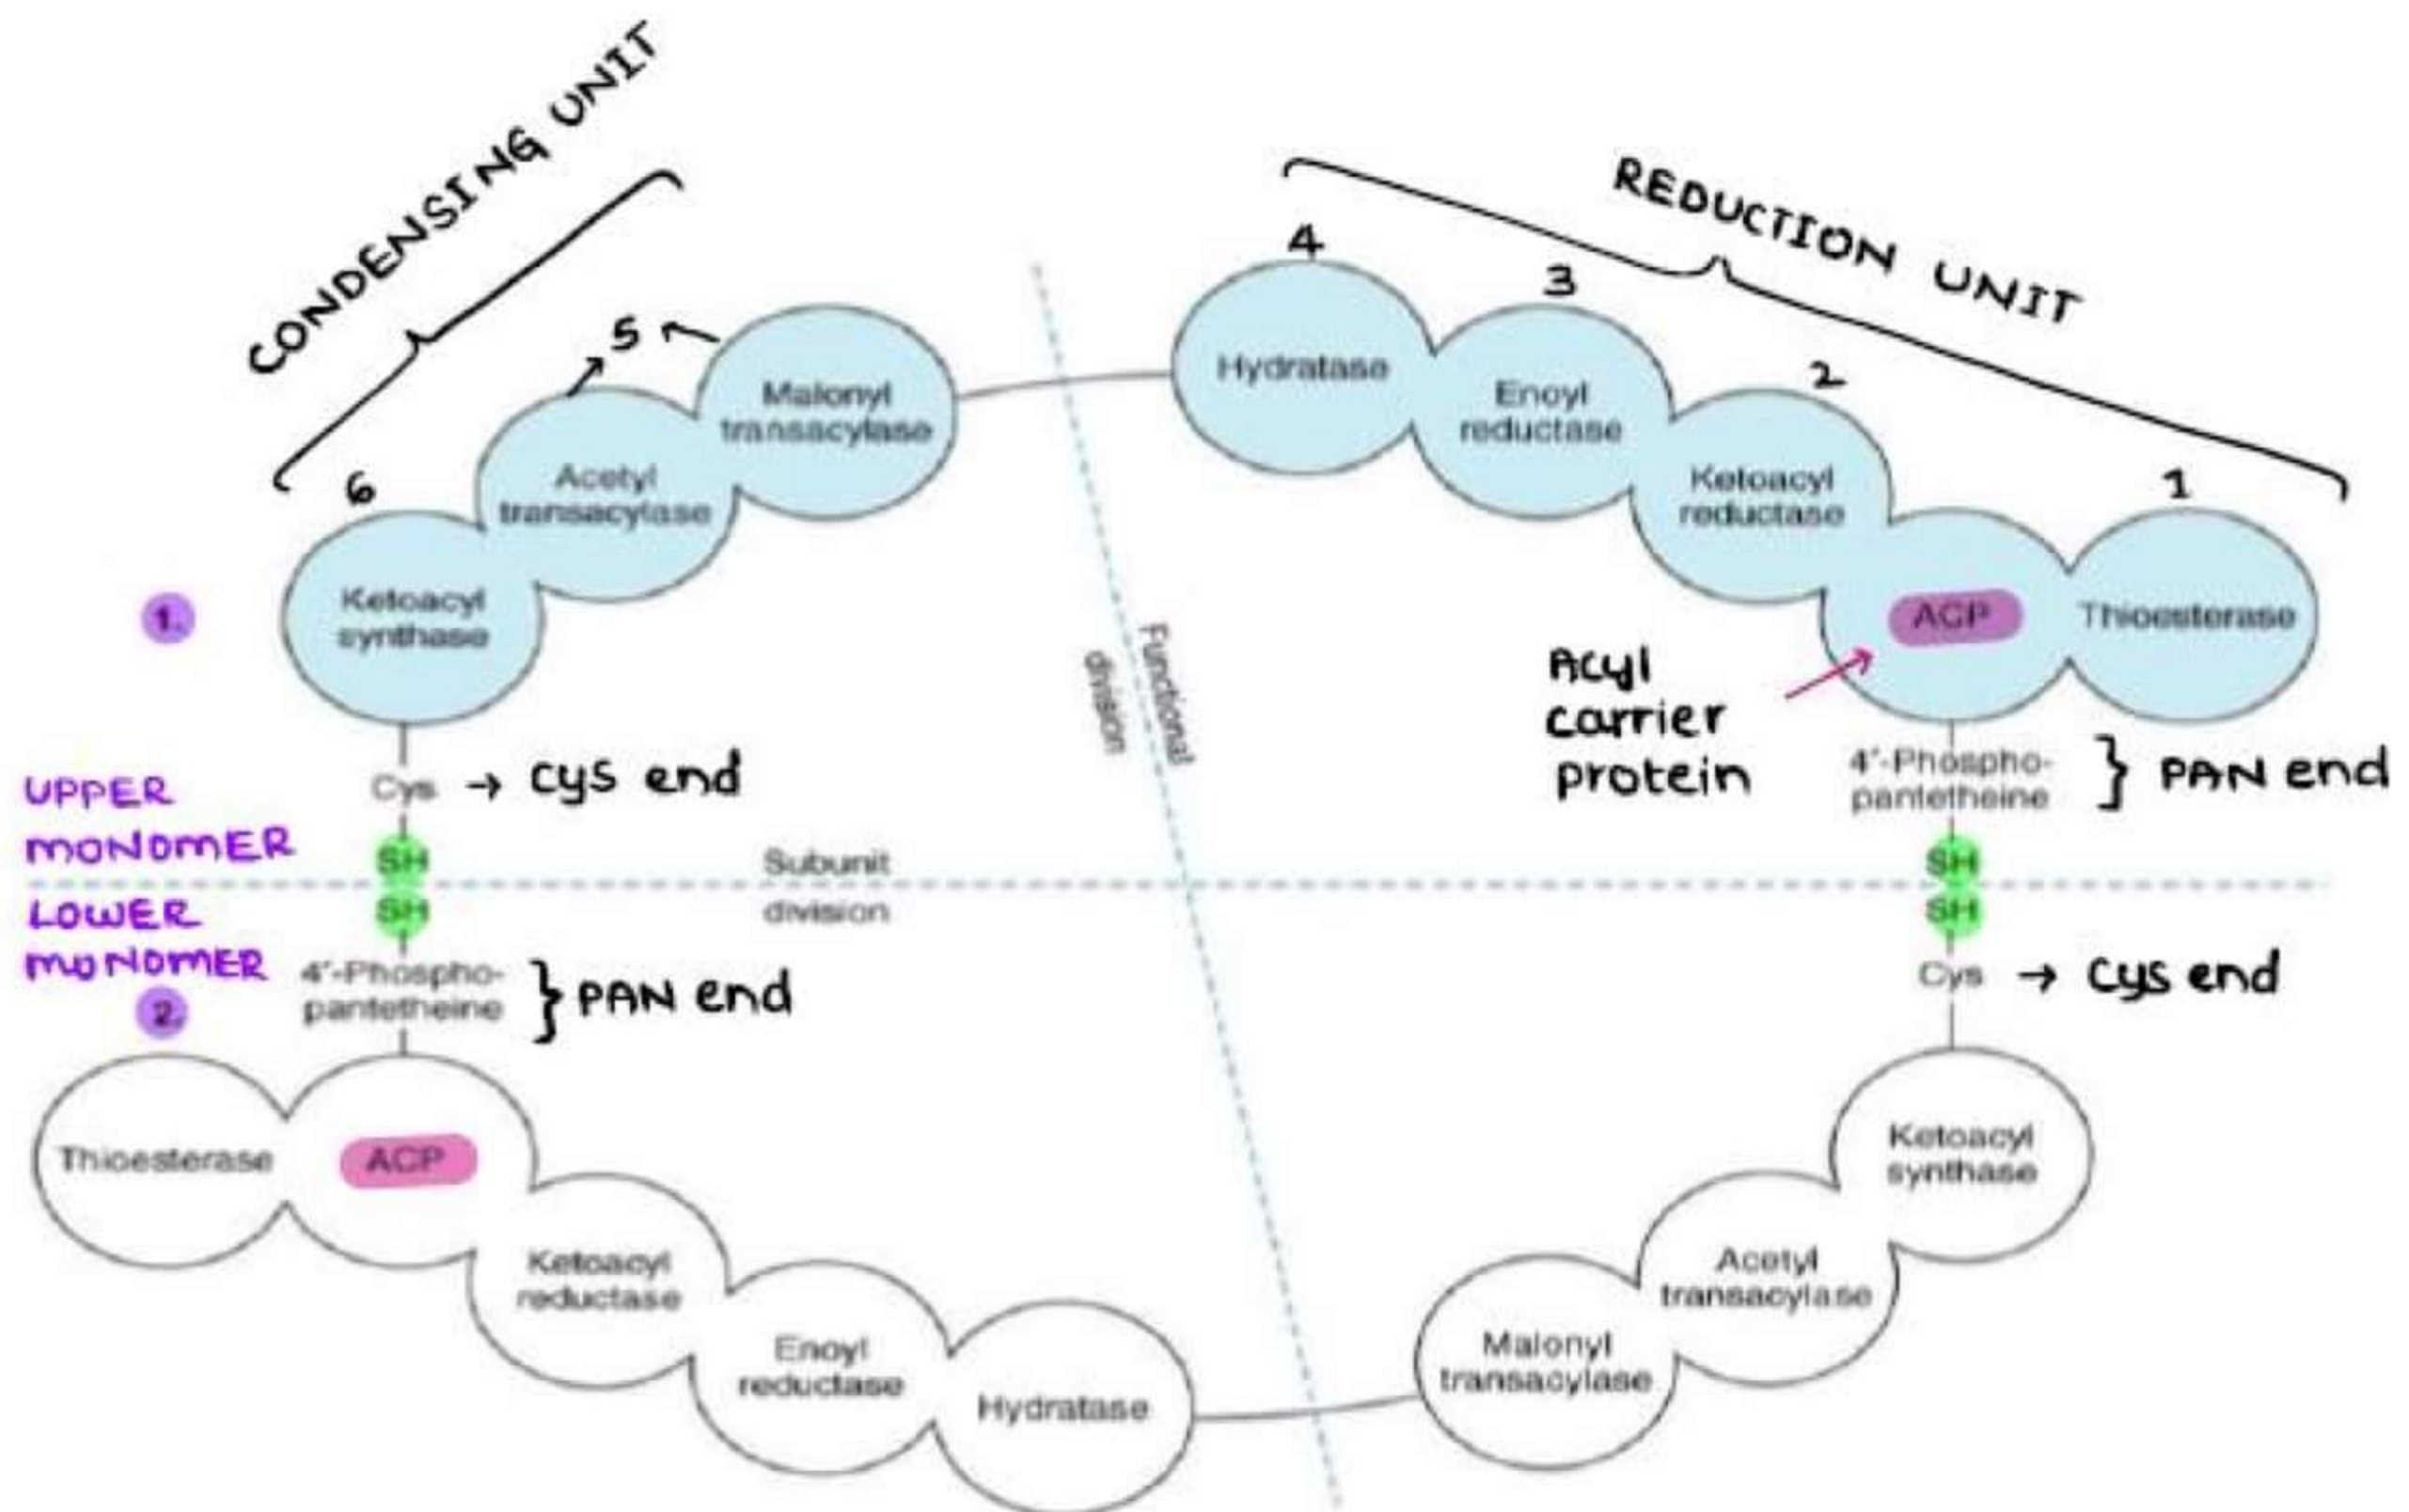 CONDENSING UNIT
REDUCTION UNIT
4
3
5
2
Malonyl
transacylase
Hydratase
Enoyl
reductase
6
Acetyl
transacylase
Ketoacyl
reductase
1
1.
Ketoacyl
synthase
ACP
Thioesterase
Functional
division
Acyl
carrier
protein
Cys → cys end
4'-Phospho-
pantetheine } PAN end
UPPER
MONOMER
SH
SH
Subunit
division
LOWER
MONOMER
SH
SH
2.
4'-Phospho-
pantetheine } PAN end
Cys → Cys end
Thioesterase
ACP
Ketoacyl
reductase
Enoyl
reductase
Hydratase
Malonyl
transacylase
Acetyl
transacylase
Ketoacyl
synthase